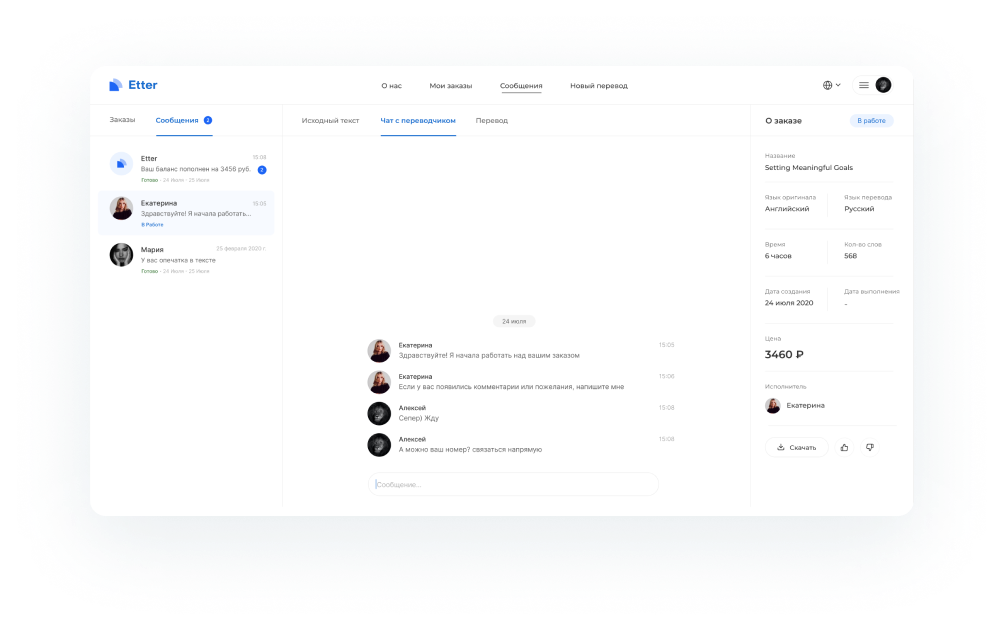 Etter
О нас
Мои заказы
Сообщения
Новый перевод
Заказы
Сообщения 2
Etter
15:08
Ваш баланс пополнен на 3456 руб.
2
Готово - 24 Июля - 25 Июля
Екатерина
15:05
Здравствуйте! Я начала работать...
В Работе
Мария
25 февраля 2020 г.
У вас опечатка в тексте
Готово - 24 Июля - 25 Июля
Исходный текст
Чат с переводчиком
Перевод
24 июля
Екатерина
15:05
Здравствуйте! Я начала работать над вашим заказом
Екатерина
15:06
Если у вас появились комментарии или пожелания, напишите мне
Алексей
15:08
Сепер) Жду
Алексей
15:08
А можно ваш номер? связаться напрямую
Сообщение...
О заказе
В работе
Название
Setting Meaningful Goals
Язык оригинала
Английский
Язык перевода
Русский
Время
6 часов
Кол-во слов
568
Дата создания
24 июля 2020
Дата выполнения
-
Цена
3460 ₽
Исполнитель
Екатерина
Скачать